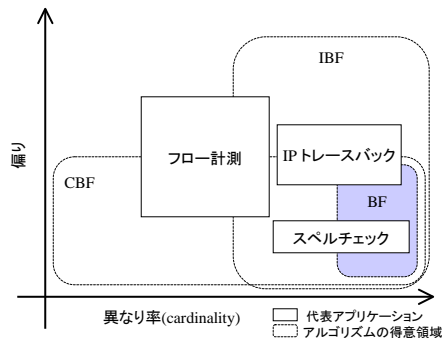 IBF
偏り
フロー計測
IPトレースバック
CBF
BF
スペルチェック
異なり率(cardinality)
代表アプリケーション
アルゴリズムの得意領域